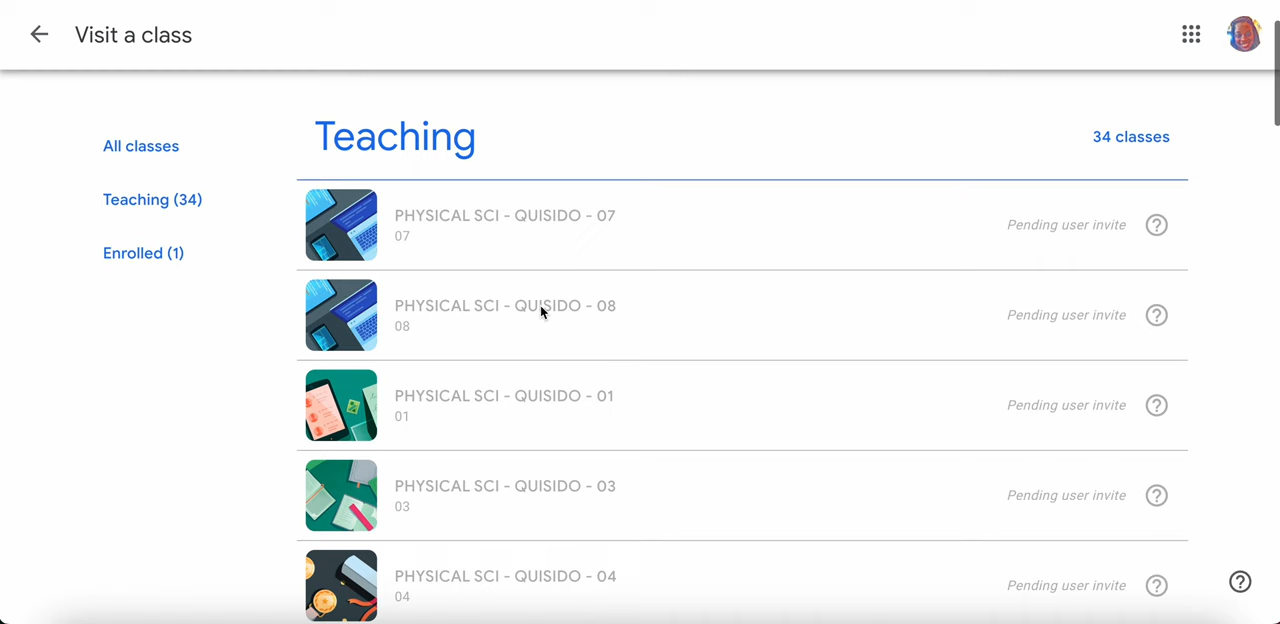 Visit a class
All classes
Teaching (34)
Enrolled (1)
Teaching
34 classes
PHYSICAL SCI - QUISIDO - 07
07
Pending user invite
PHYSICAL SCI - QUISIDO - 08
08
Pending user invite
PHYSICAL SCI - QUISIDO - 01
01
Pending user invite
PHYSICAL SCI - QUISIDO - 03
03
Pending user invite
PHYSICAL SCI - QUISIDO - 04
04
Pending user invite